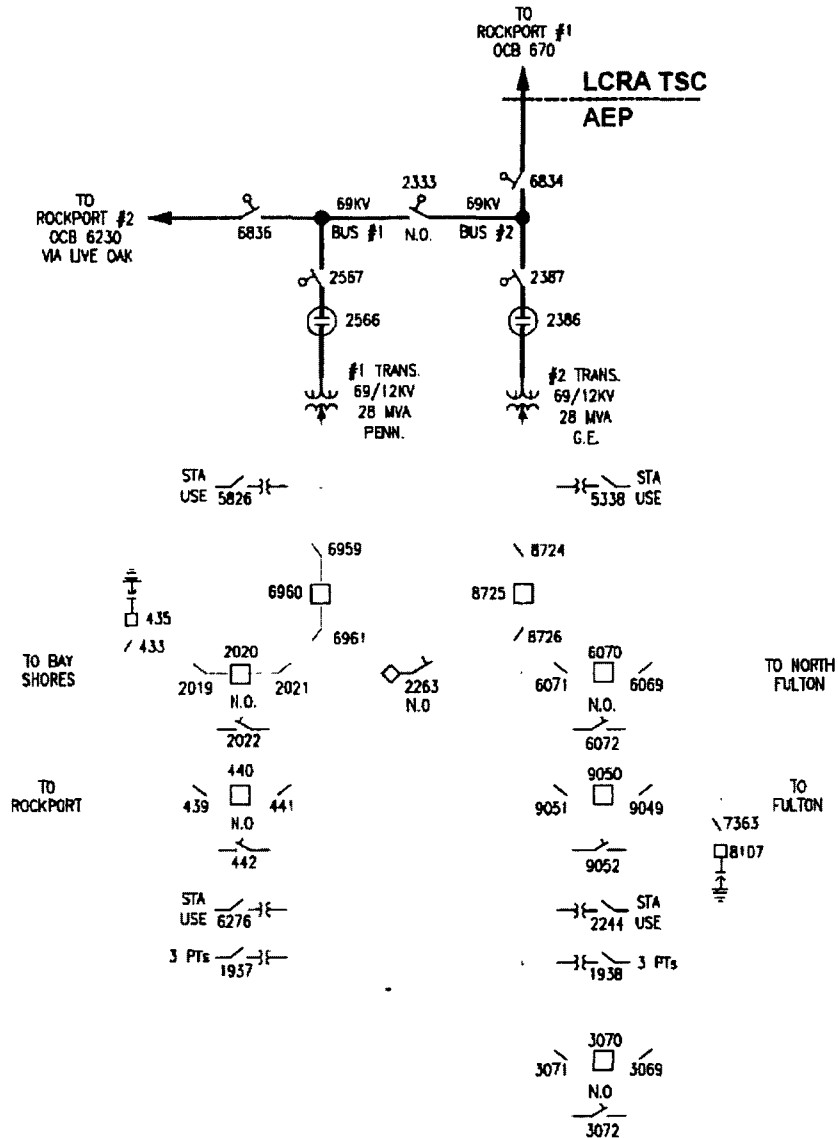 TO
ROCKPORT #1
OCB 670
LCRA TSC
AEP
6834
2333
TO
ROCKPORT #2
OCB 6230
VIA LIVE OAK
6836
69KV
BUS #1
N.O.
69KV
BUS #2
2567
2387
2566
2386
#1 TRANS.
69/12KV
28 MVA
PENN.
#2 TRANS.
69/12KV
28 MVA
G.E.
STA
USE
5826
5338
STA
USE
6959
8724
6960
8725
435
433
6961
8726
TO BAY
SHORES
2020
2019
2021
N.O.
2022
2263
N.O
6070
6071
6069
N.O.
6072
TO NORTH
FULTON
TO
ROCKPORT
440
439
441
N.O
442
9050
9051
9049
9052
TO
FULTON
7363
8107
STA
USE
6276
2244
STA
USE
3 PTs
1937
1938
3 PTs
3070
3071
3069
N.O
3072